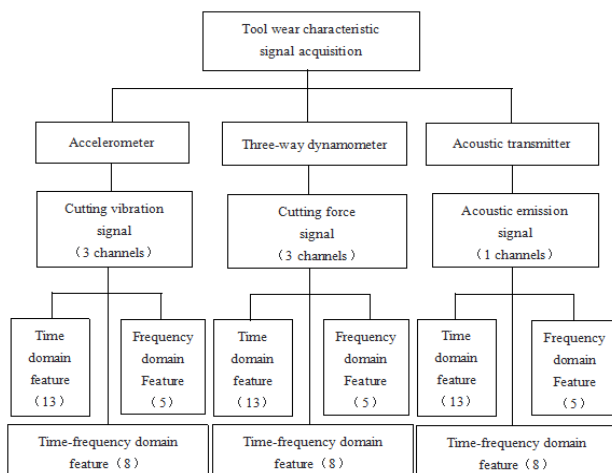 Tool wear characteristic
signal acquisition
Accelerometer
Three-way dynamometer
Acoustic transmitter
Cutting vibration
signal
（3 channels）
Cutting force
signal
（3 channels）
Acoustic emission
signal
（1 channels）
Time
domain
feature
（13）
Frequency
domain
Feature
（5）
Time
domain
feature
（13）
Frequency
domain
Feature
（5）
Time
domain
feature
（13）
Frequency
domain
Feature
（5）
Time-frequency domain
feature（8）
Time-frequency domain
feature（8）
Time-frequency domain
feature（8）